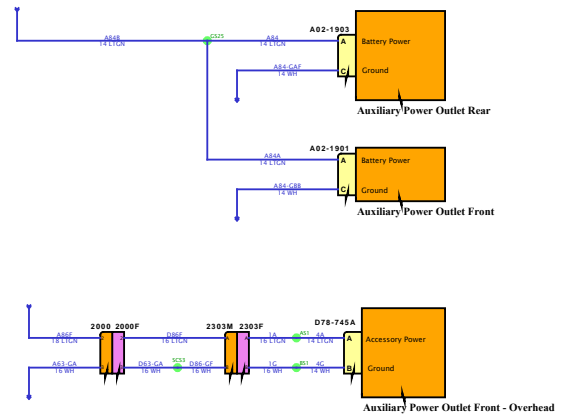 A02-1903
A84B
14 LTGN
GS25
A84
14 LTGN
A
Battery Power
A84-GAF
14 WH
C
Ground
Auxiliary Power Outlet Rear
A02-1901
A84A
14 LTGN
A
Battery Power
A84-G8B
14 WH
C
Ground
Auxiliary Power Outlet Front
2000 2000F
2303M 2303F
D78-745A
A86F
18 LTGN
D86F
16 LTGN
A
A
1A
16 LTGN
AS1
4A
14 LTGN
A
Accessory Power
A63-GA
16 WH
D63-GA
16 WH
SC53
D86-GF
16 WH
1G
16 WH
BS1
4G
14 WH
B
Ground
Auxiliary Power Outlet Front - Overhead